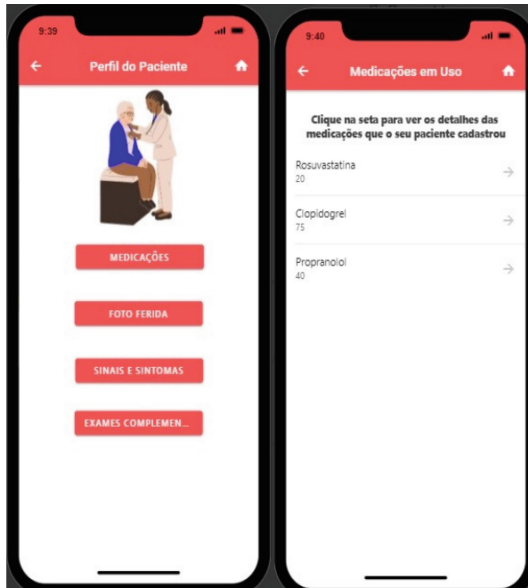 9:39
Perfil do Paciente
MEDICAÇÕES
FOTO FERIDA
SINAIS E SINTOMAS
EXAMES COMPLEMEN...
9:40
Medicações em Uso
Clique na seta para ver os detalhes das
medicações que o seu paciente cadastrou
Rosuvastatina
20
Clopidogrel
75
Propranolol
40